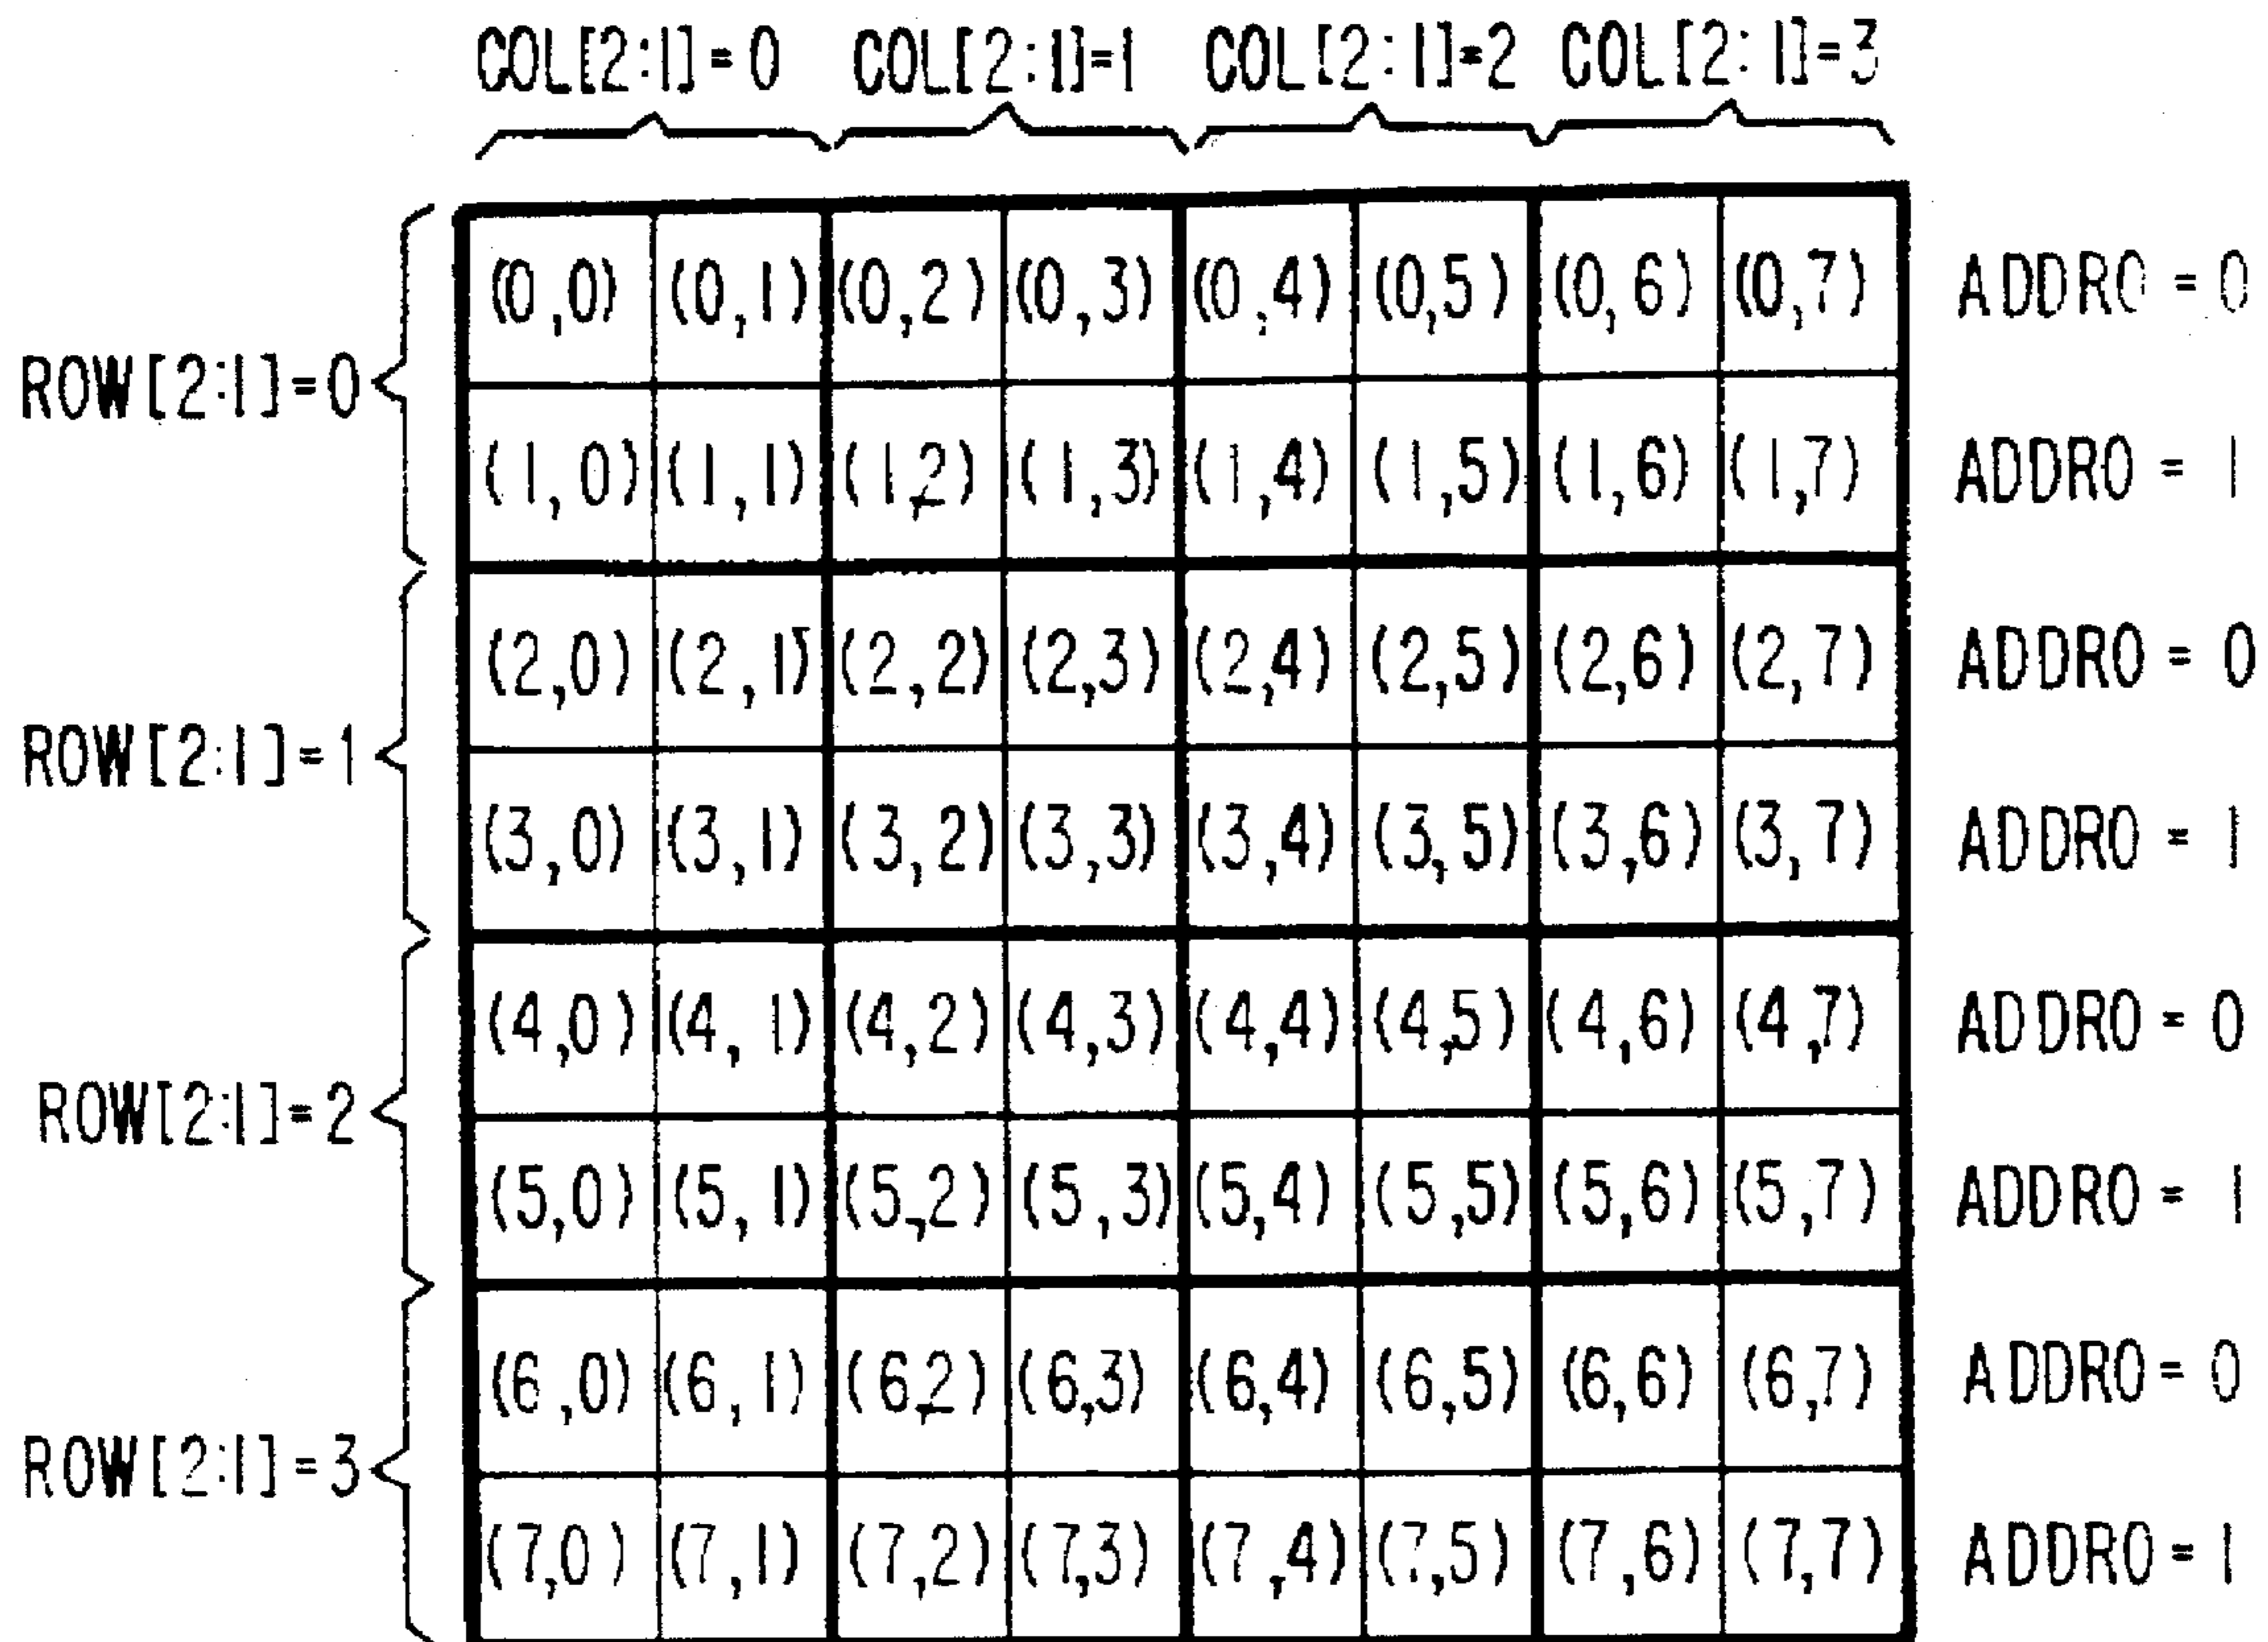 COL[2:1]=0 COL[2:1]=1 COL[2:1]=2 COL[2:1]=3
(0,0) (0,1) (0,2) (0,3) (0,4) (0,5) (0,6) (0,7) ADDR0 = 0
ROW[2:1]=0
(1,0) (1,1) (1,2) (1,3) (1,4) (1,5) (1,6) (1,7) ADDR0 = 1
(2,0) (2,1) (2,2) (2,3) (2,4) (2,5) (2,6) (2,7) ADDR0 = 0
ROW[2:1]=1
(3,0) (3,1) (3,2) (3,3) (3,4) (3,5) (3,6) (3,7) ADDR0 = 1
(4,0) (4,1) (4,2) (4,3) (4,4) (4,5) (4,6) (4,7) ADDR0 = 0
ROW[2:1]=2
(5,0) (5,1) (5,2) (5,3) (5,4) (5,5) (5,6) (5,7) ADDR0 = 1
(6,0) (6,1) (6,2) (6,3) (6,4) (6,5) (6,6) (6,7) ADDR0 = 0
ROW[2:1]=3
(7,0) (7,1) (7,2) (7,3) (7,4) (7,5) (7,6) (7,7) ADDR0 = 1